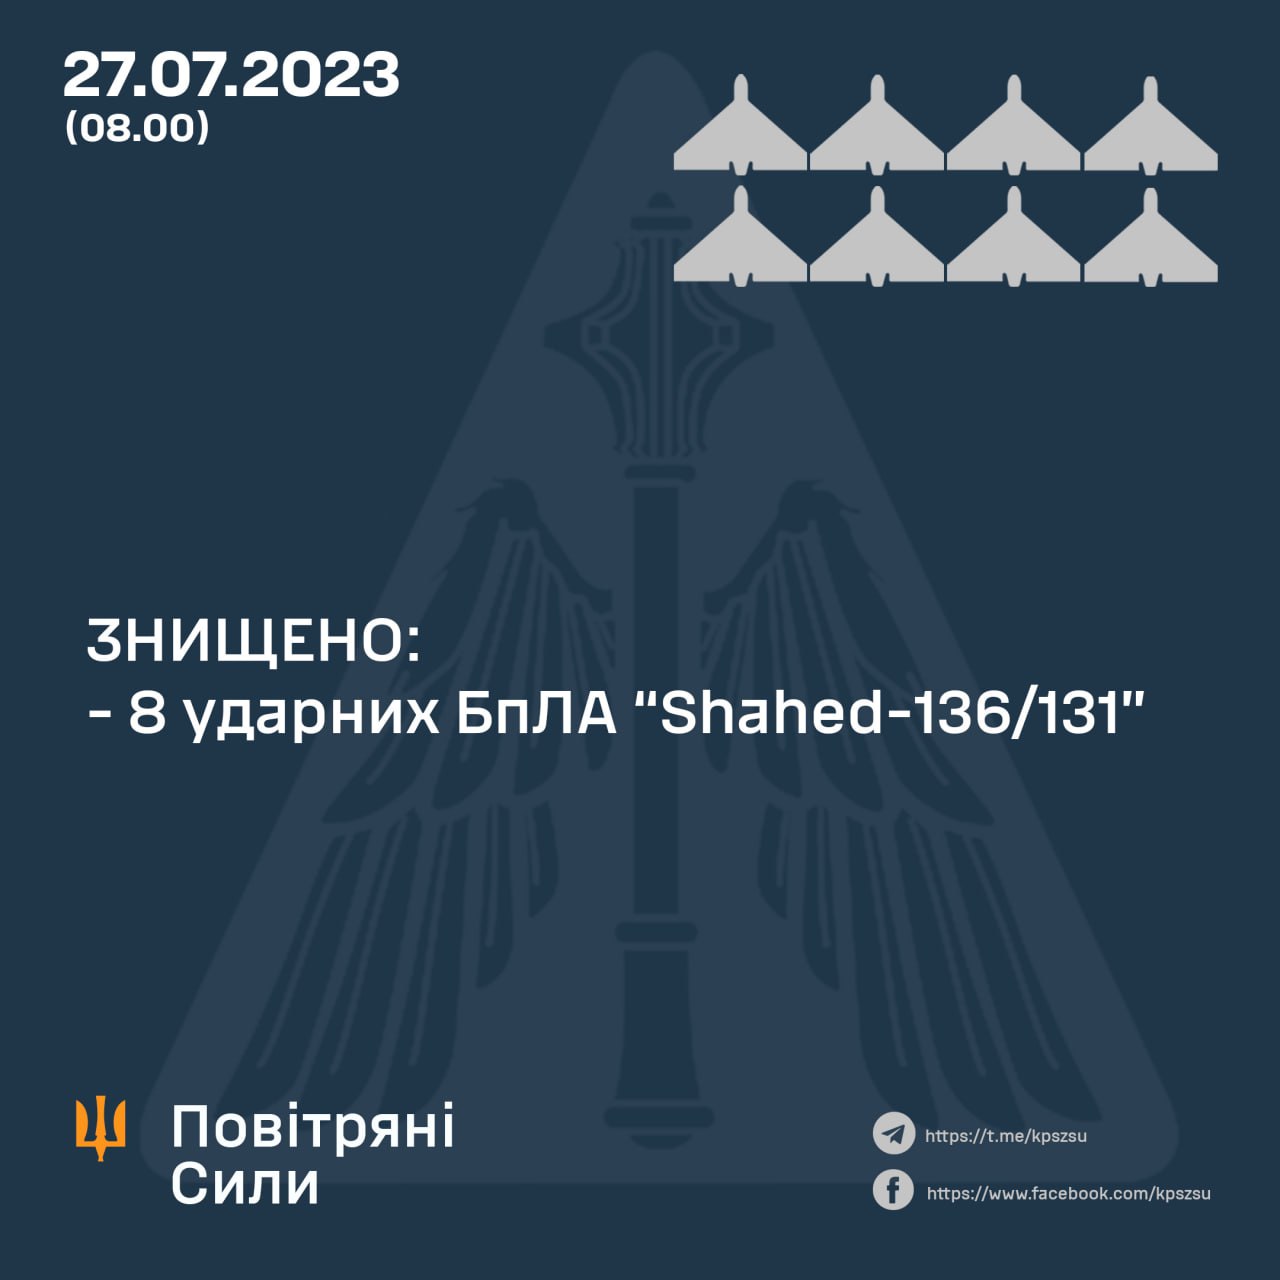 27.07.2023
(08.00)
ЗНИЩЕНО:
- 8 ударних БпЛА “Shahed-136/131”
Повітряні
Сили
https://t.me/kpszsu
https://www.facebook.com/kpszsu